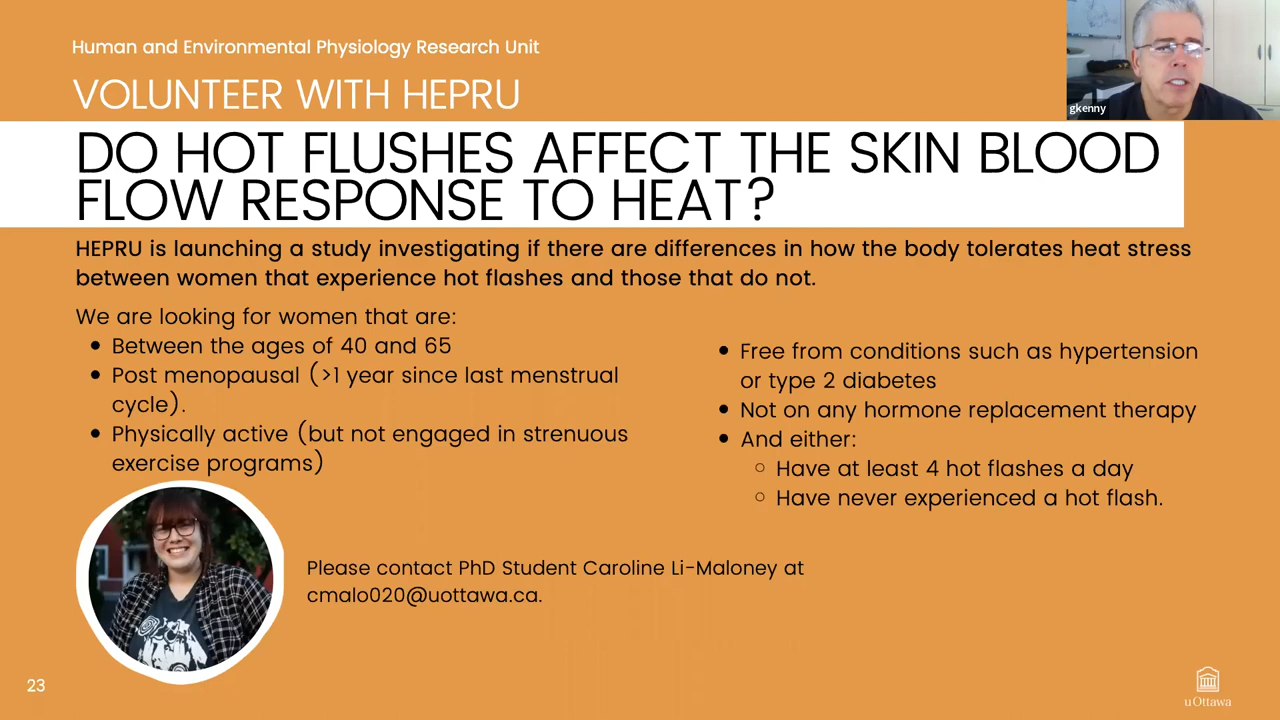 Human and Environmental Physiology Research Unit
VOLUNTEER WITH HEPRU
gkenny
DO HOT FLUSHES AFFECT THE SKIN BLOOD
FLOW RESPONSE TO HEAT?
HEPRU is launching a study investigating if there are differences in how the body tolerates heat stress
between women that experience hot flashes and those that do not.
We are looking for women that are:
• Between the ages of 40 and 65
• Post menopausal (>1 year since last menstrual
cycle).
• Physically active (but not engaged in strenuous
exercise programs)
• Free from conditions such as hypertension
or type 2 diabetes
• Not on any hormone replacement therapy
• And either:
○ Have at least 4 hot flashes a day
○ Have never experienced a hot flash.
Please contact PhD Student Caroline Li-Maloney at
cmalo020@uottawa.ca.
23
uOttawa